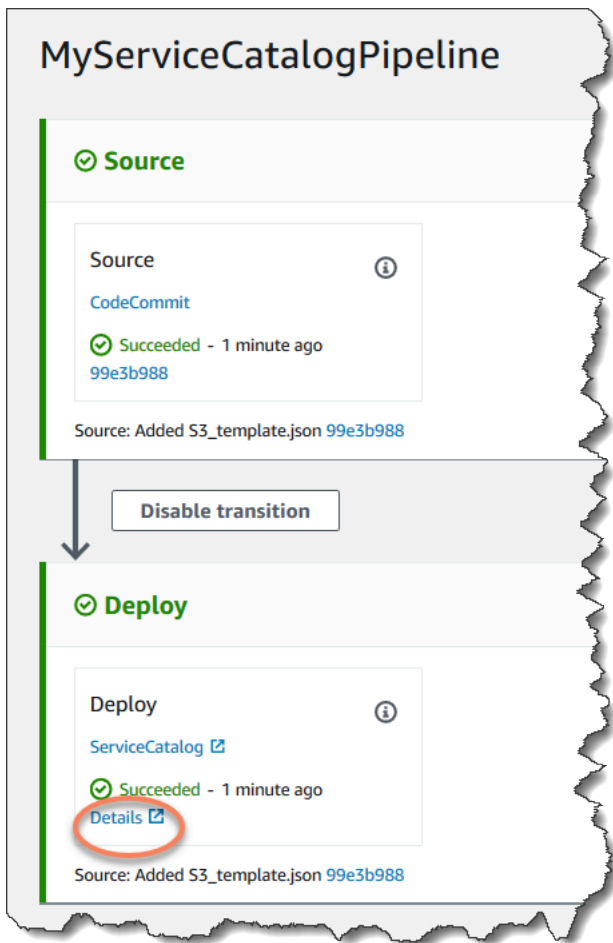 MyServiceCatalogPipeline
Source
Source
CodeCommit
Succeeded - 1 minute ago
99e3b988
Source: Added S3_template.json 99e3b988
Disable transition
Deploy
Deploy
ServiceCatalog
Succeeded - 1 minute ago
Details
Source: Added S3_template.json 99e3b988